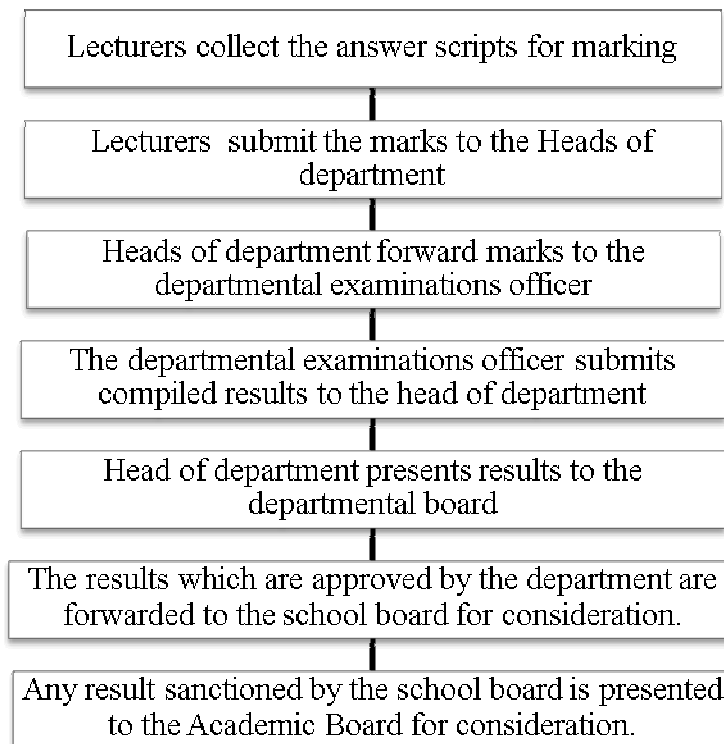 Lecturers collect the answer scripts for marking
Lecturers submit the marks to the Heads of
department
Heads of department forward marks to the
departmental examinations officer
The departmental examinations officer submits
compiled results to the head of department
Head of department presents results to the
departmental board
The results which are approved by the department are
forwarded to the school board for consideration.
Any result sanctioned by the school board is presented
to the Academic Board for consideration.